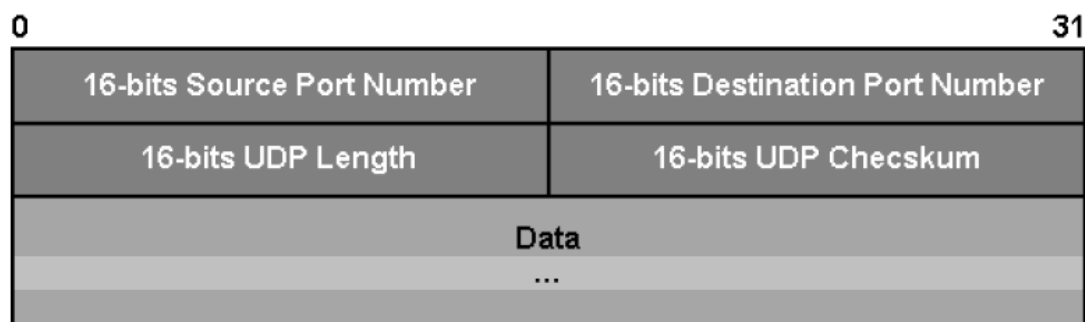 0 31
16-bits Source Port Number 16-bits Destination Port Number
16-bits UDP Length 16-bits UDP Checskum
Data
...